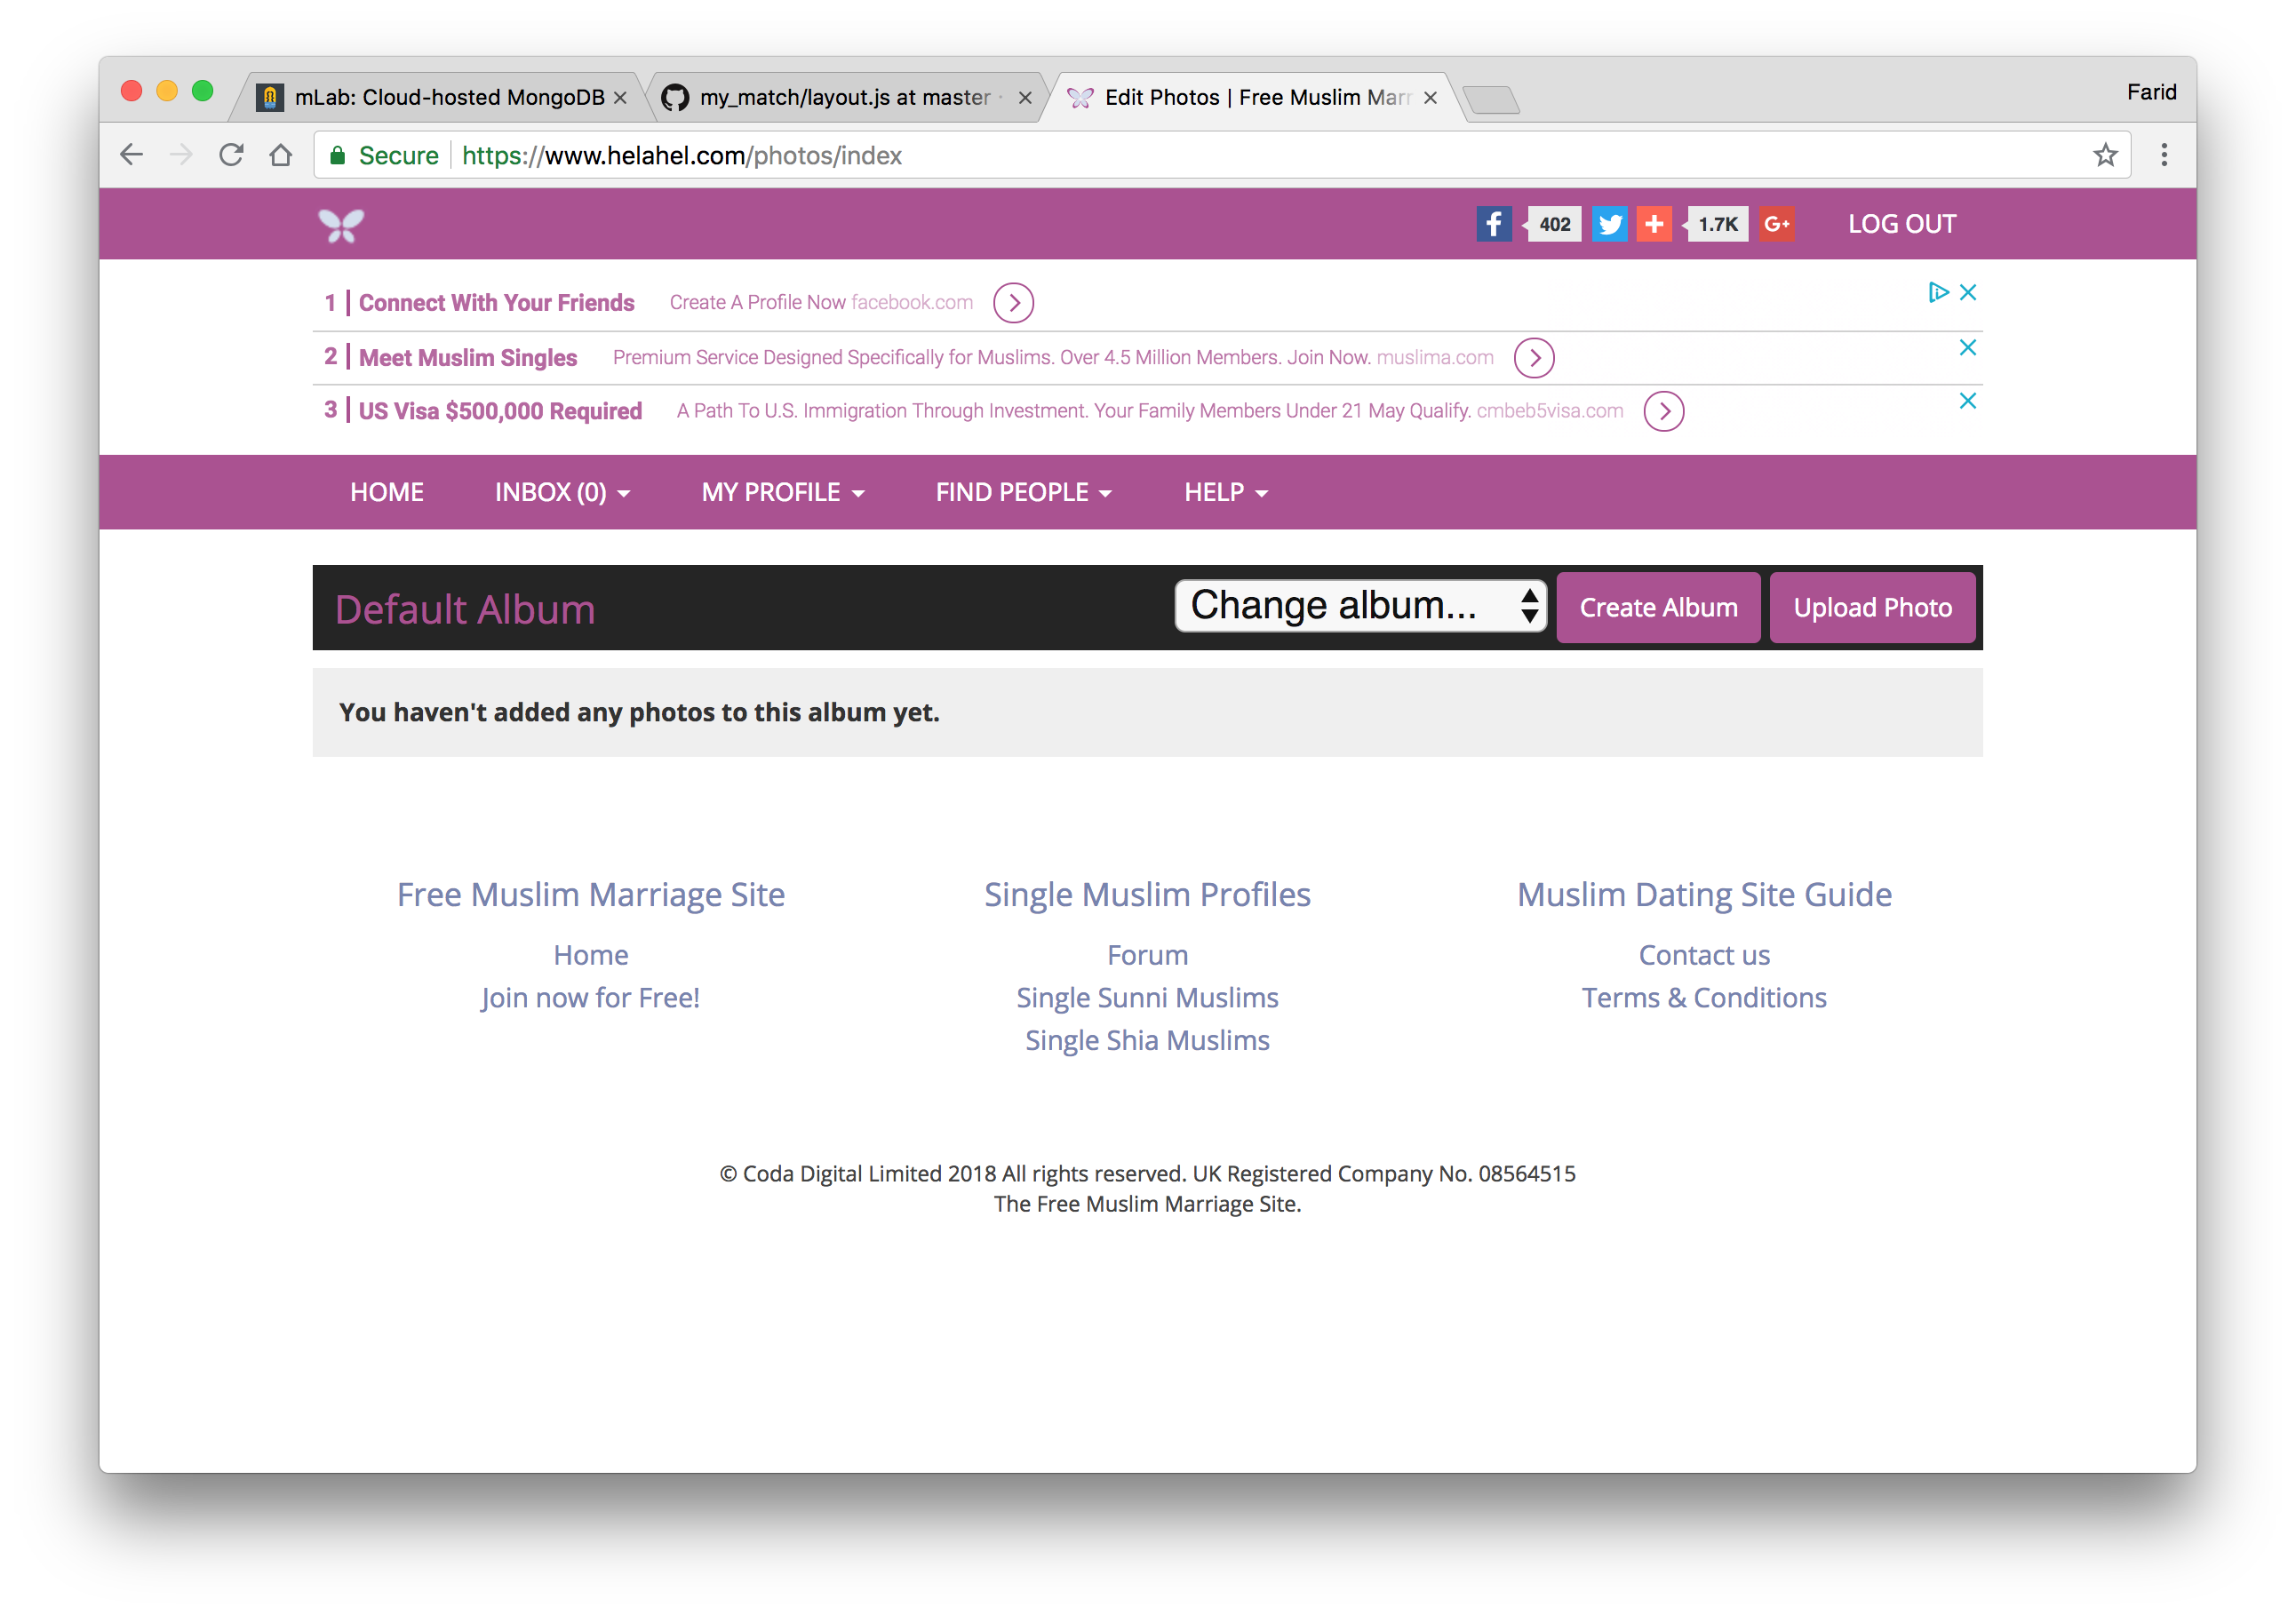 mLab: Cloud-hosted MongoDB
my_match/layout.js at master ·
Edit Photos | Free Muslim Marr
Farid
Secure https://www.helahel.com/photos/index
f 402 1.7K G+ LOG OUT
1 Connect With Your Friends Create A Profile Now facebook.com
2 Meet Muslim Singles Premium Service Designed Specifically for Muslims. Over 4.5 Million Members. Join Now. muslima.com
3 US Visa $500,000 Required A Path To U.S. Immigration Through Investment. Your Family Members Under 21 May Qualify. cmbeb5visa.com
HOME INBOX (0) MY PROFILE FIND PEOPLE HELP
Default Album Change album... Create Album Upload Photo
You haven't added any photos to this album yet.
Free Muslim Marriage Site
Home
Join now for Free!
Single Muslim Profiles
Forum
Single Sunni Muslims
Single Shia Muslims
Muslim Dating Site Guide
Contact us
Terms & Conditions
© Coda Digital Limited 2018 All rights reserved. UK Registered Company No. 08564515
The Free Muslim Marriage Site.